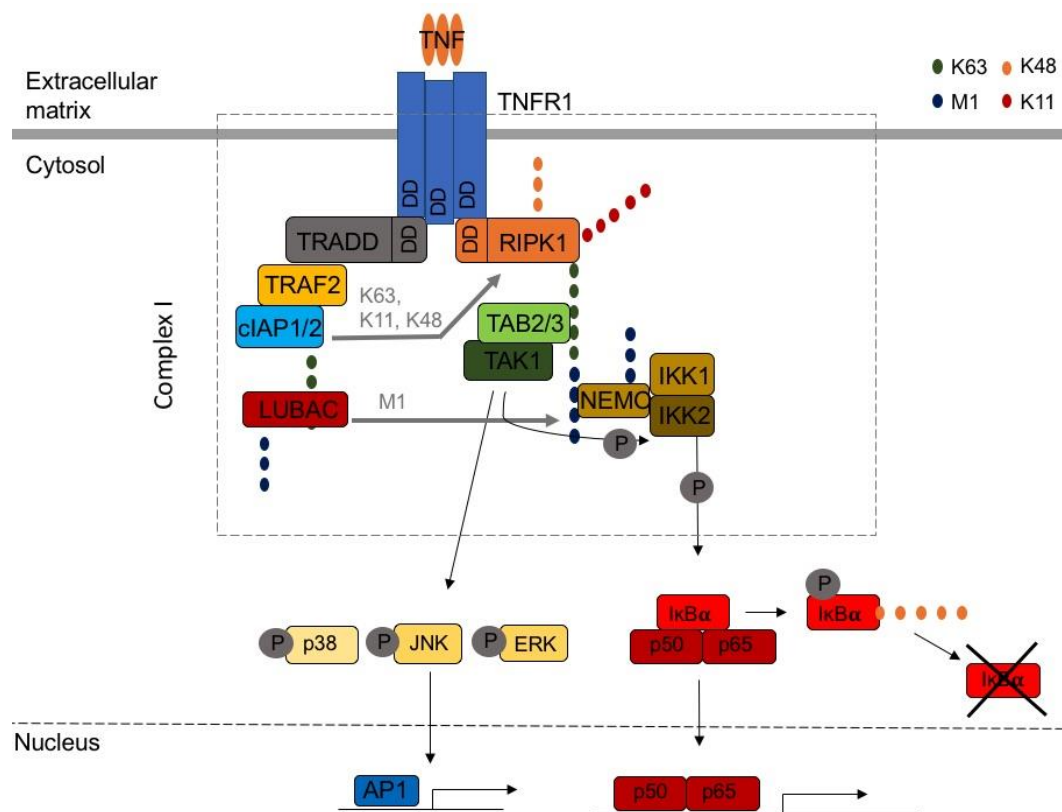 TNF
K63
K48
M1
K11
Extracellular
matrix
TNFR1
Cytosol
DD
DD
DD
TRADD
DD
DD
RIPK1
TRAF2
K63,
K11, K48
cIAP1/2
TAB2/3
TAK1
Complex I
LUBAC
M1
NEMO
IKK1
IKK2
P
P
P
IκBα
IκBα
P
p38
P
JNK
P
ERK
p50
p65
IκBα
Nucleus
AP1
p50
p65